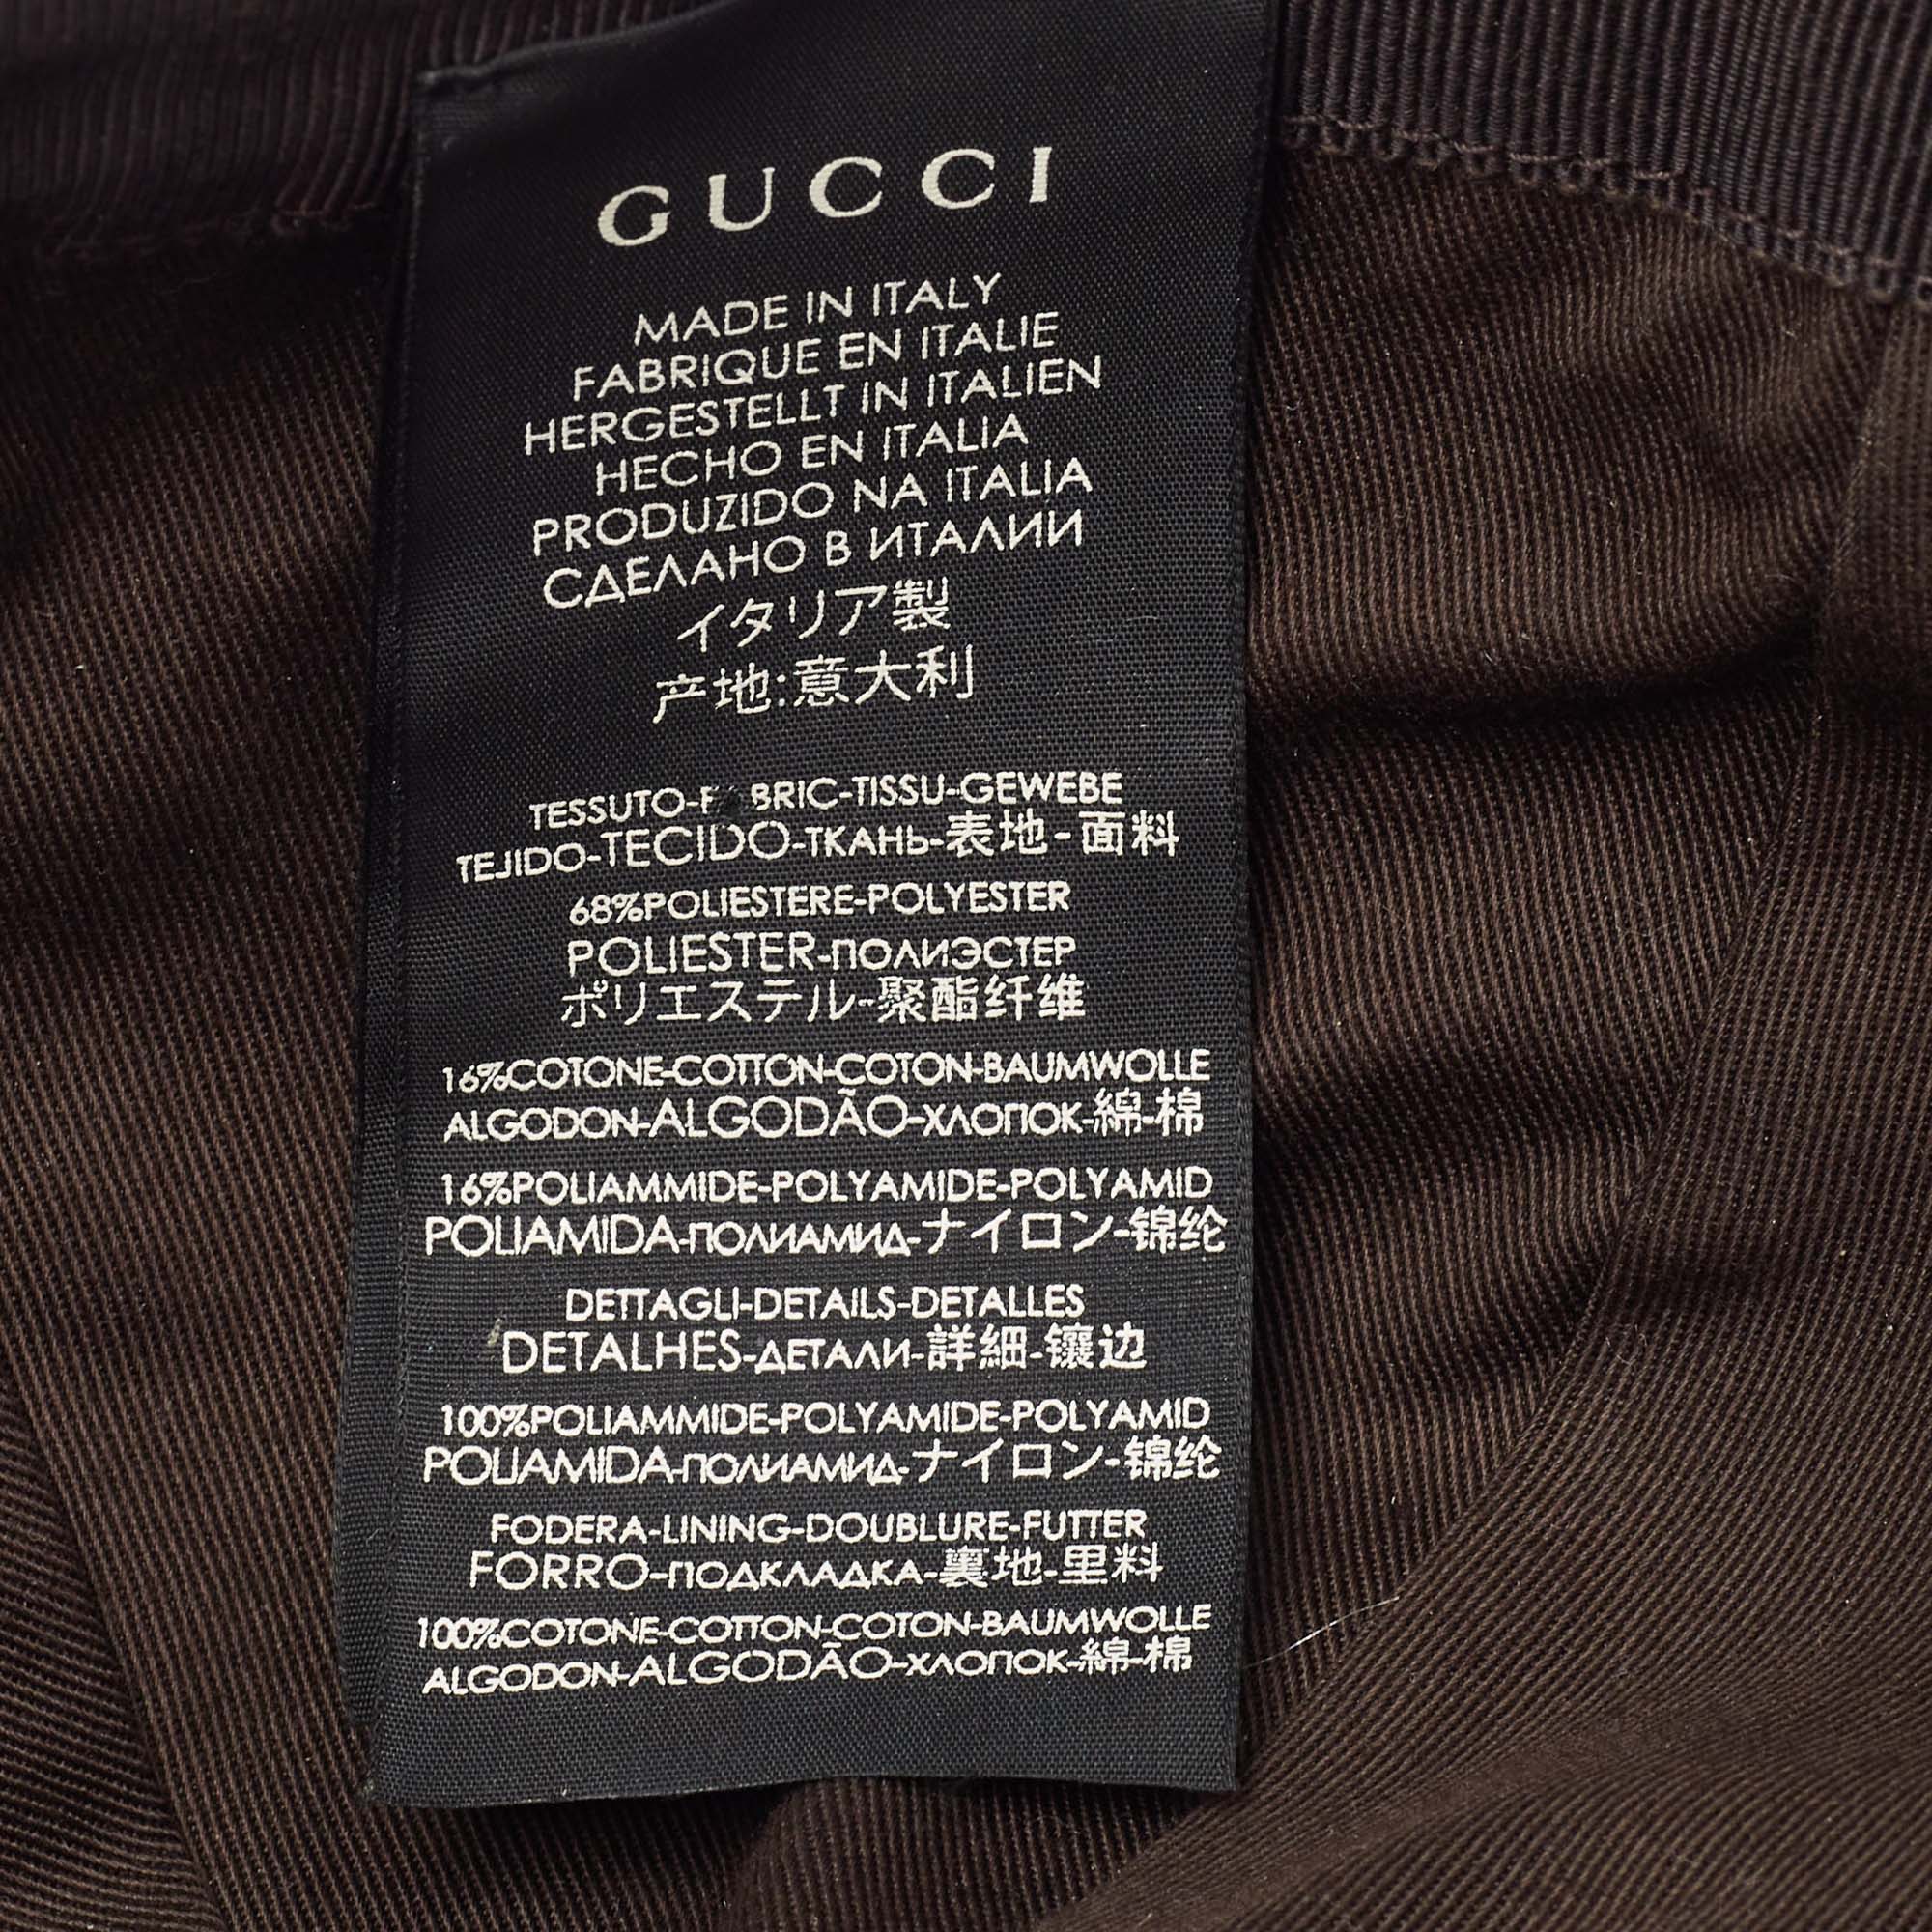 GUCCI
MADE IN ITALY
FABRIQUE EN ITALIE
HERGESTELLT IN ITALIEN
HECHO EN ITALIA
PRODUZIDO NA ITALIA
СДЕЛАНО В ИТАЛИИ
イタリア製
产地:意大利
TESSUTO-F BRIC-TISSU-GEWEBE
TEJIDO-TECIDO-ТКАНЬ-表地-面料
68%POLIESTERE-POLYESTER
POLIESTER-ПОЛИЭСТЕР
ポリエステル-聚酯纤维
16%COTONE-COTTON-COTON-BAUMWOLLE
ALGODON-ALGODÃO-ХЛОПОК-綿-棉
16%POLIAMMIDE-POLYAMIDE-POLYAMID
POLIAMIDA-ПОЛИАМИД-ナイロン-锦纶
DETTAGLI-DETAILS-DETALLES
DETALHES-ДЕТАЛИ-詳細-镶边
100%POLIAMMIDE-POLYAMIDE-POLYAMID
POLIAMIDA-ПОЛИАМИД-ナイロン-锦纶
FODERA-LINING-DOUBLURE-FUTTER
FORRO-ПОДКЛАДКА-裏地-里料
100%COTONE-COTTON-COTON-BAUMWOLLE
ALGODON-ALGODÃO-ХЛОПОК-綿-棉